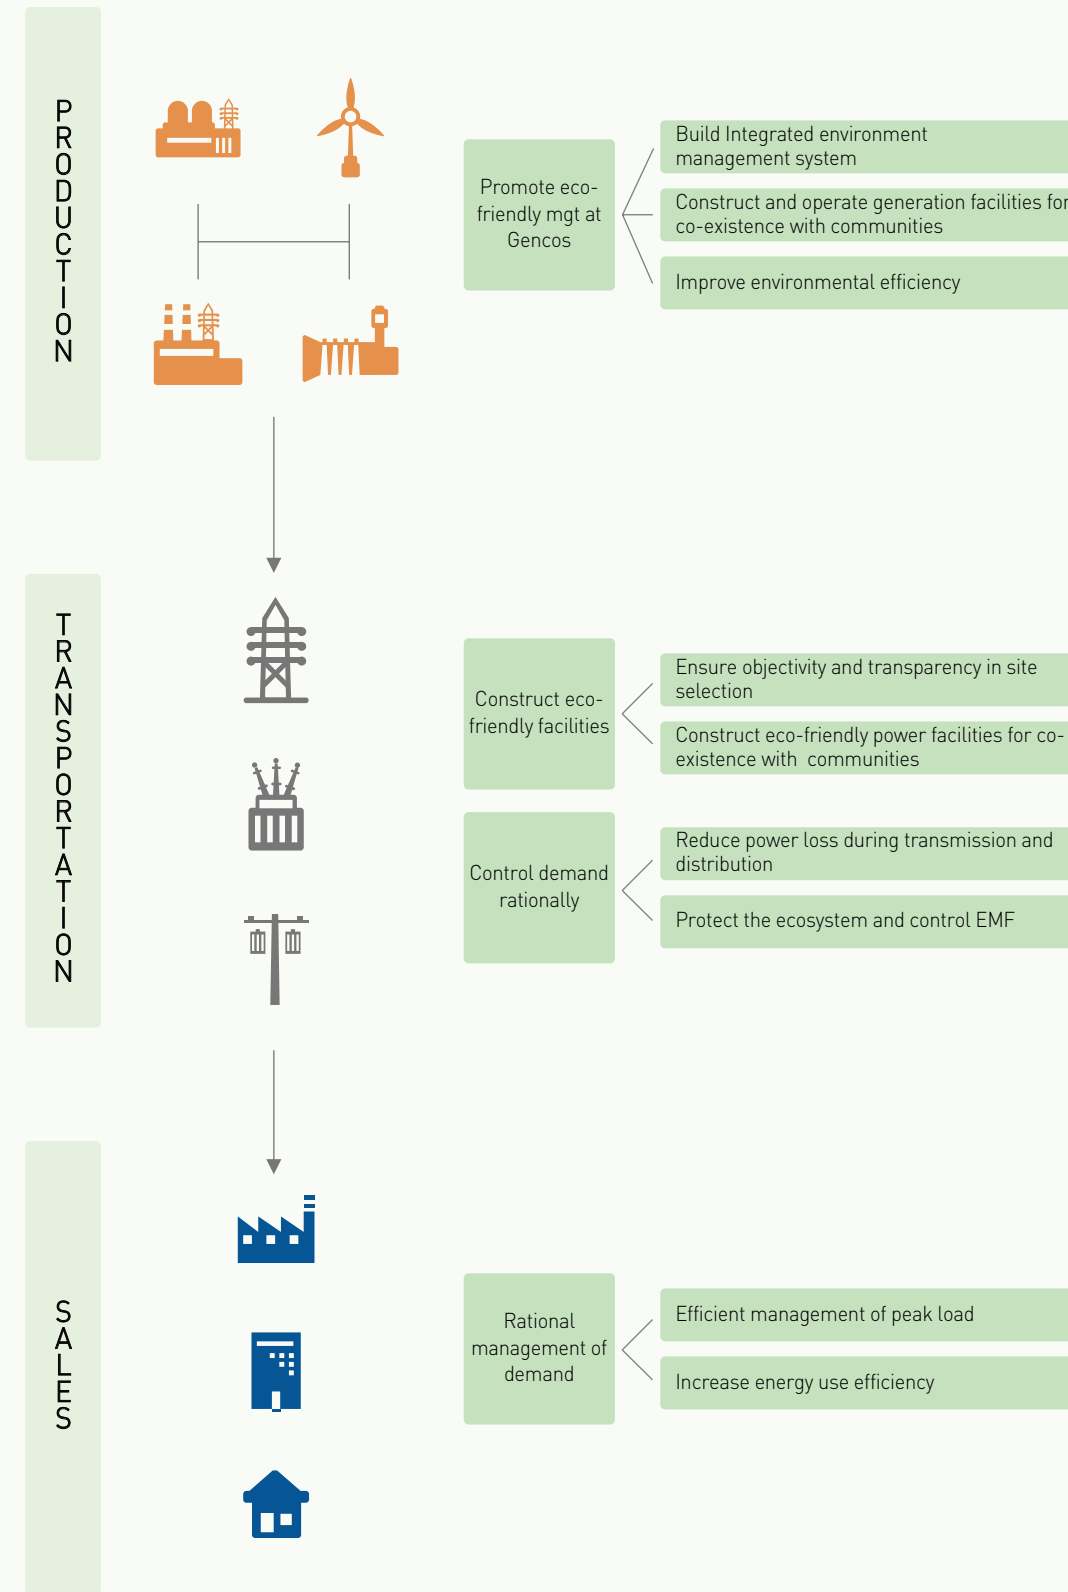 PRODUCTION
Promote eco-
friendly mgt at
Gencos
Build Integrated environment
management system
Construct and operate generation facilities for
co-existence with communities
Improve environmental efficiency
TRANSPORTATION
Construct eco-
friendly facilities
Ensure objectivity and transparency in site
selection
Construct eco-friendly power facilities for co-
existence with communities
Control demand
rationally
Reduce power loss during transmission and
distribution
Protect the ecosystem and control EMF
SALES
Rational
management of
demand
Efficient management of peak load
Increase energy use efficiency